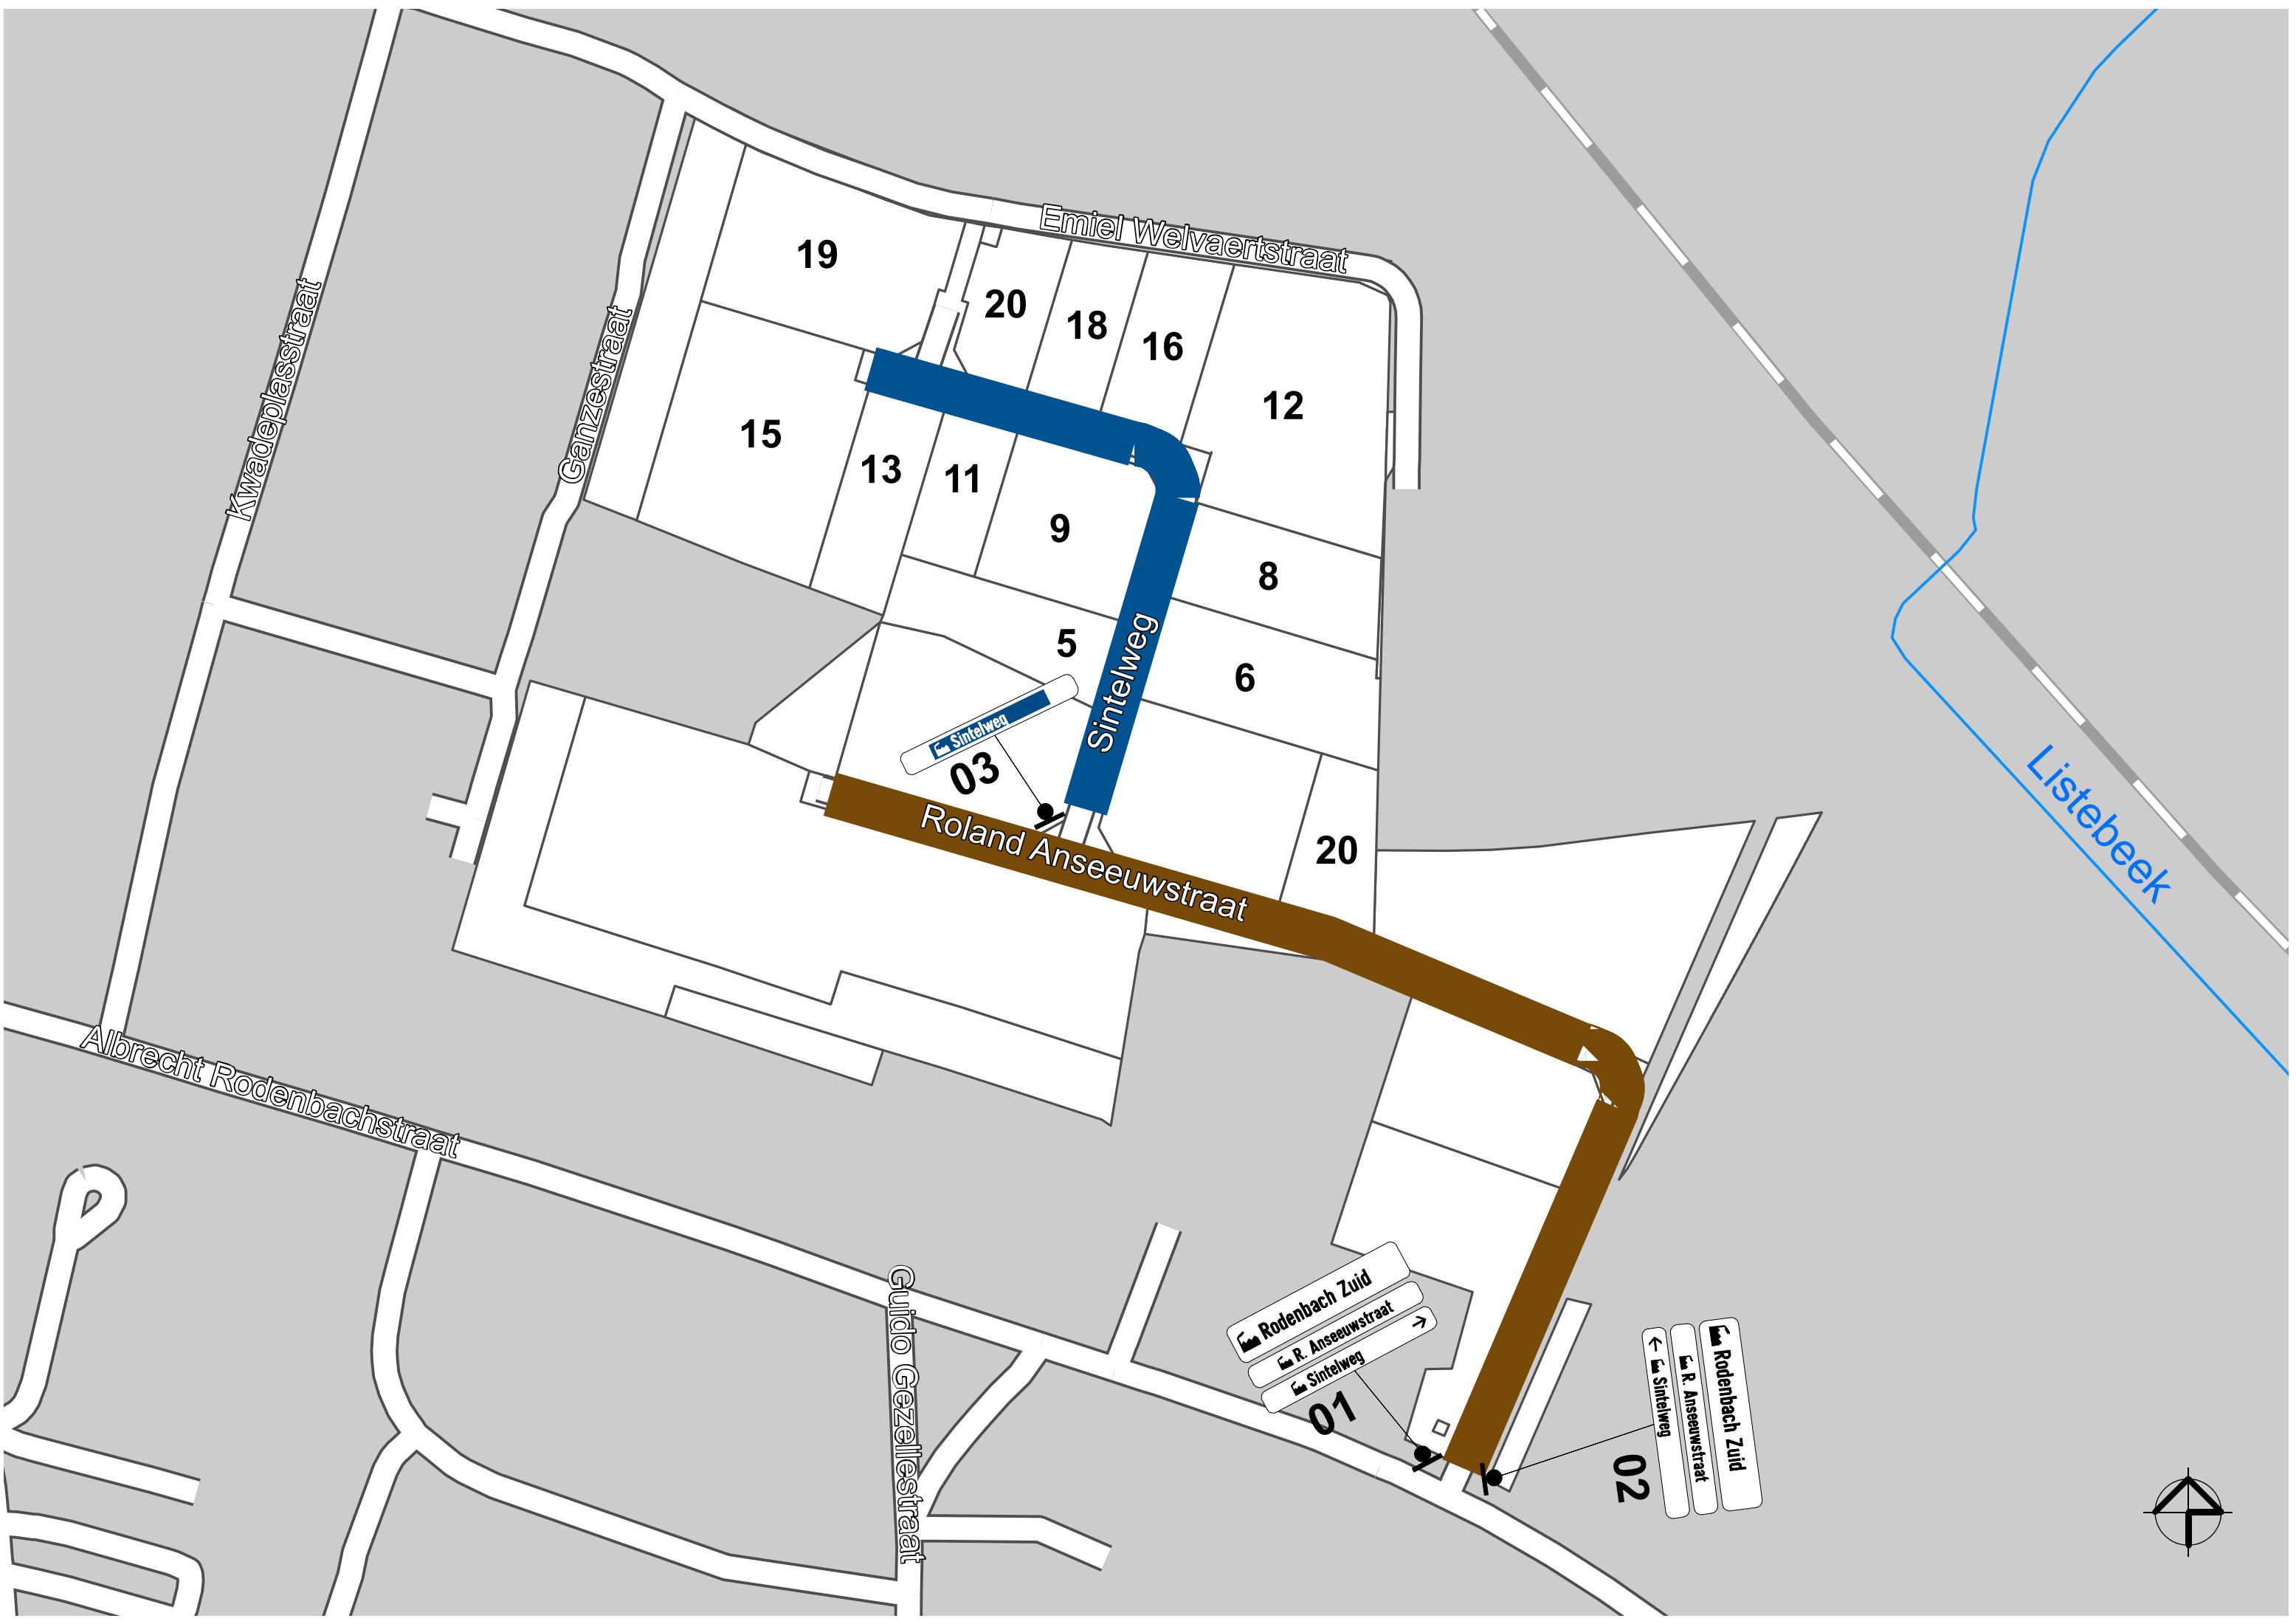 Emiel Welvaertstraat
19
20
18
16
12
Kwadeplasstraat
Ganzestraat
15
13
11
9
8
5
6
Sintelweg
Sintelweg
03
Roland Anseeuwstraat
20
Listebeek
Albrecht Rodenbachstraat
Guido Gezellestraat
Rodenbach Zuid
R. Anseeuwstraat
Sintelweg →
01
Rodenbach Zuid
R. Anseeuwstraat
← Sintelweg
02